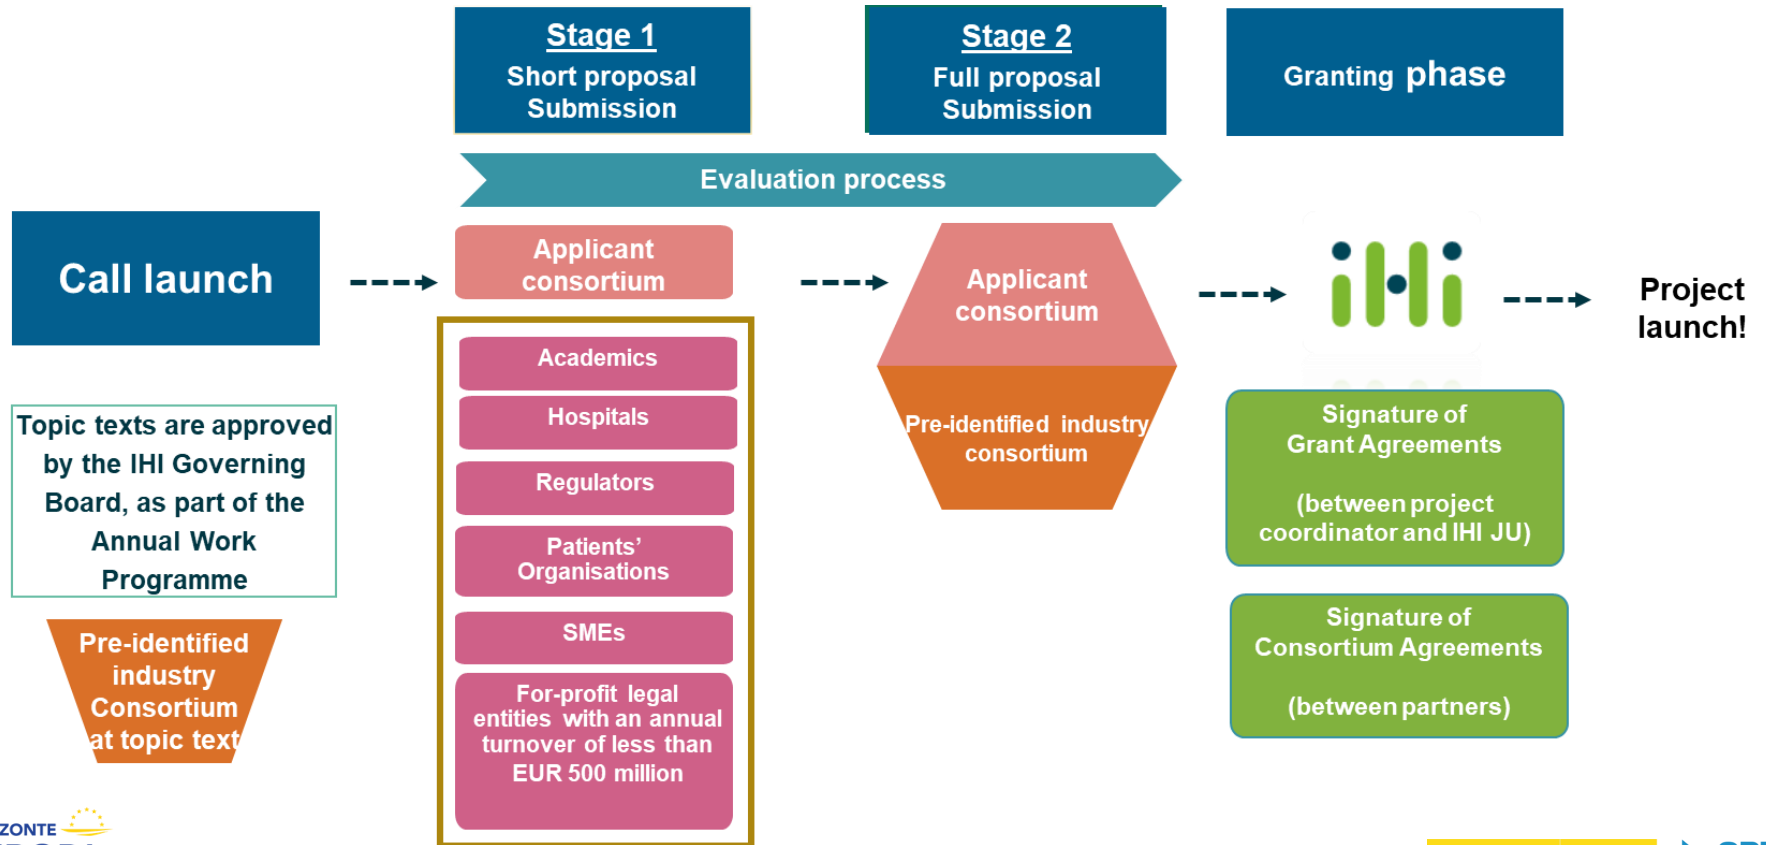 Stage 1
Short proposal
Submission
Stage 2
Full proposal
Submission
Granting phase
Evaluation process
Call launch
Applicant
consortium
Applicant
consortium
Pre-identified industry
consortium
iHi
Project
launch!
Topic texts are approved
by the IHI Governing
Board, as part of the
Annual Work
Programme
Pre-identified
industry
Consortium
at topic text
Academics
Hospitals
Regulators
Patients’
Organisations
SMEs
For-profit legal
entities with an annual
turnover of less than
EUR 500 million
Signature of
Grant Agreements
(between project
coordinator and IHI JU)
Signature of
Consortium Agreements
(between partners)
ZONTE